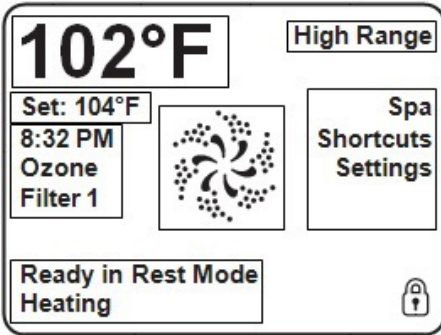 102°F
High Range
Set: 104°F
8:32 PM
Ozone
Filter 1
Spa
Shortcuts
Settings
Ready in Rest Mode
Heating